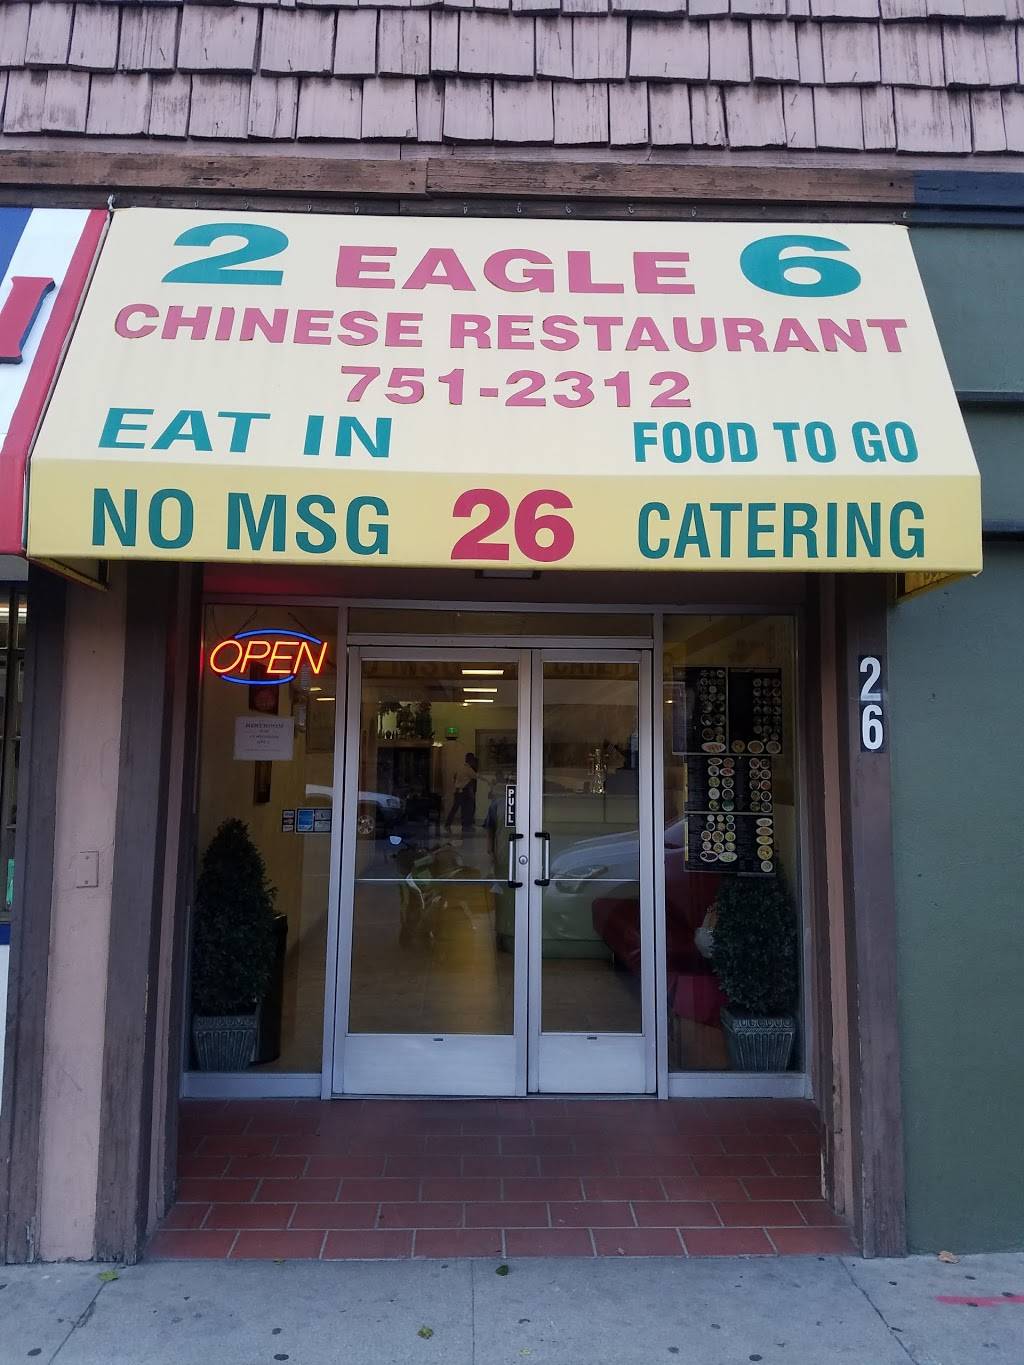 2 EAGLE 6
CHINESE RESTAURANT
751-2312
EAT IN
FOOD TO GO
NO MSG 26 CATERING
OPEN
26
PULL